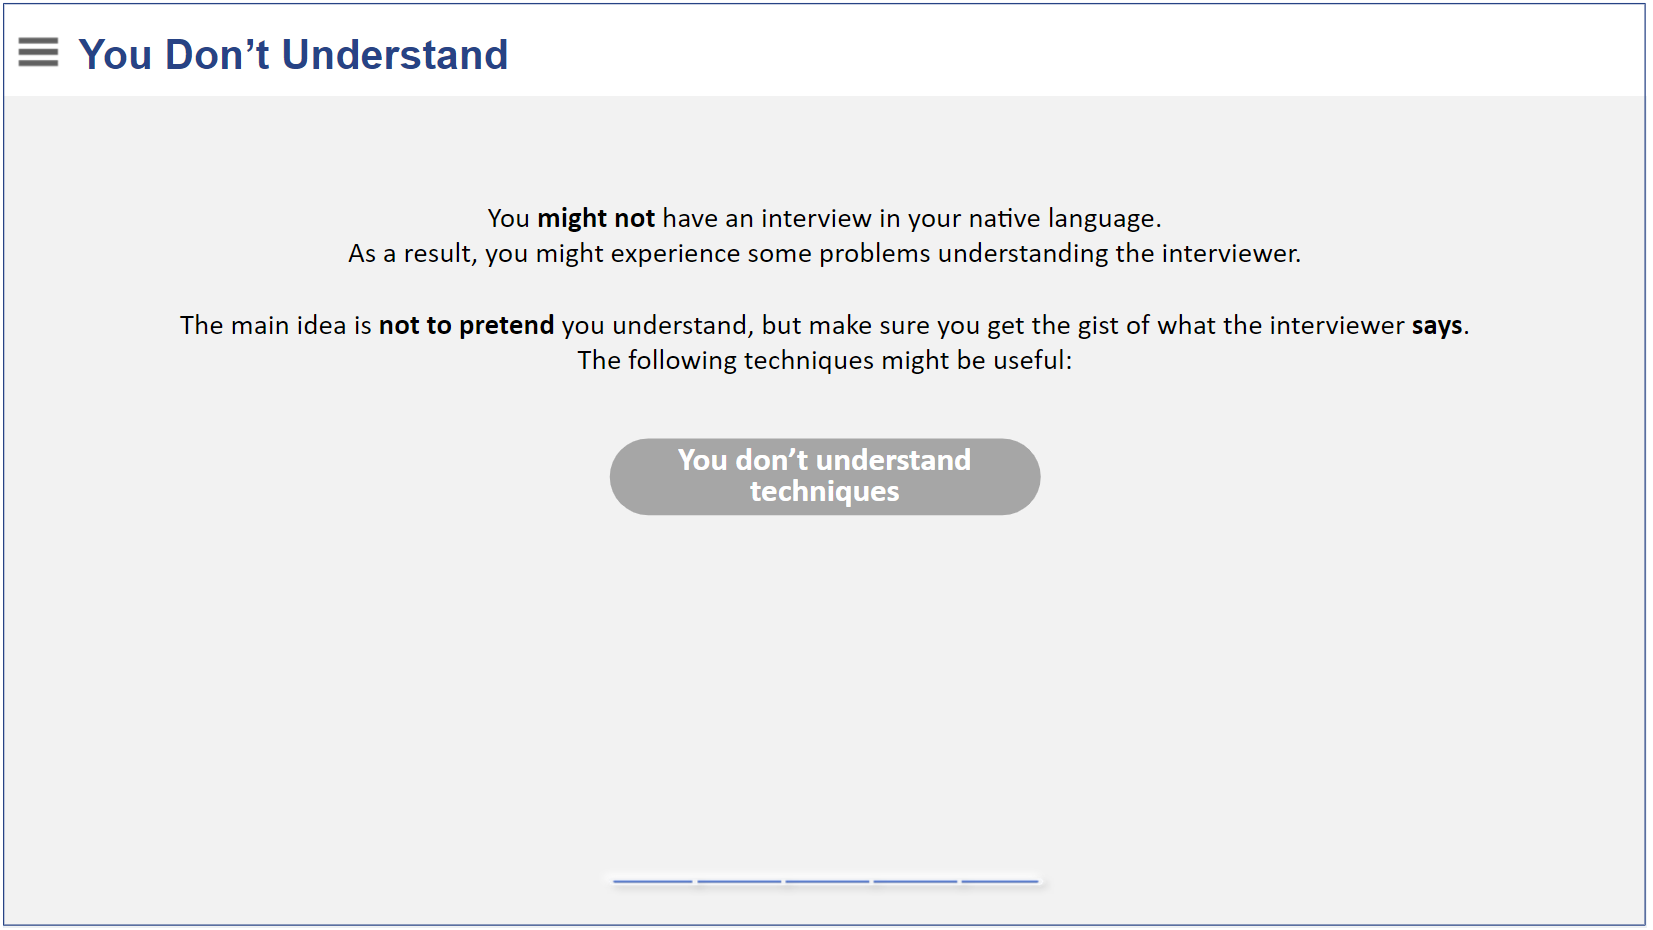 You Don’t Understand
You might not have an interview in your native language.
As a result, you might experience some problems understanding the interviewer.
The main idea is not to pretend you understand, but make sure you get the gist of what the interviewer says.
The following techniques might be useful:
You don’t understand
techniques